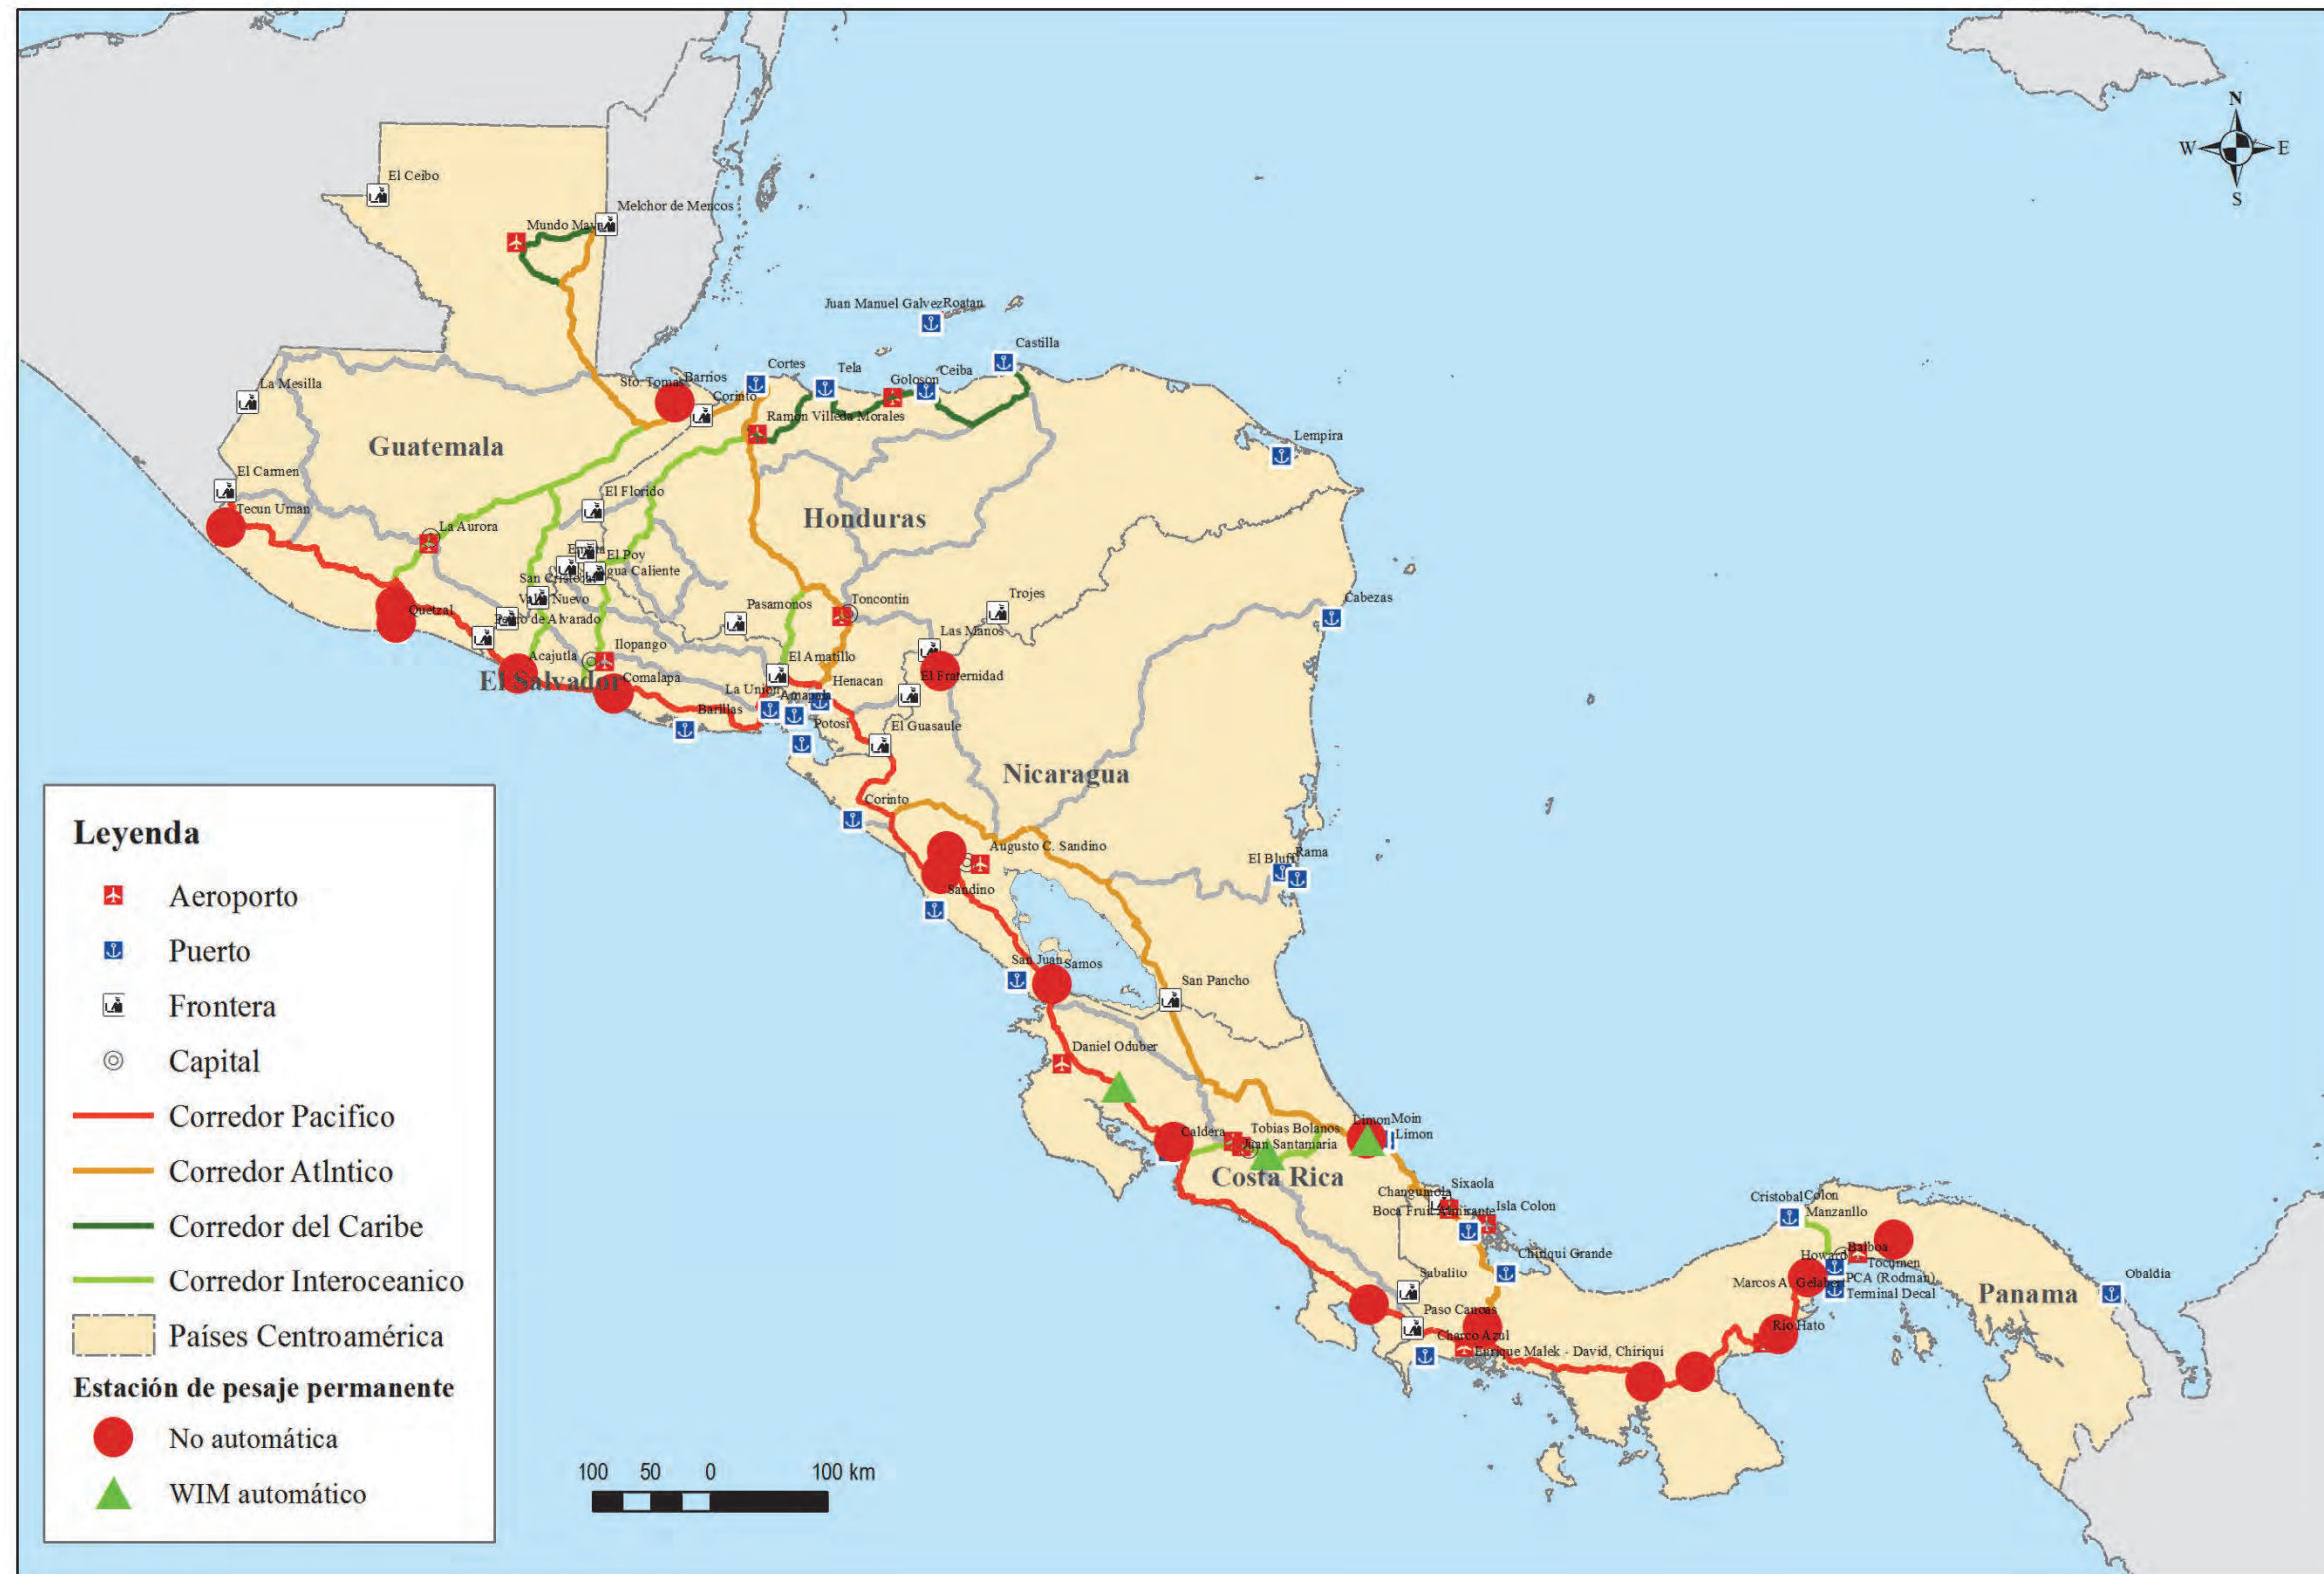 N
W
E
S
El Ceibo
Melchor de Mencos
Mundo Maya
Juan Manuel Galvez
Roatan
Castilla
Cortes
Tela
Ceiba
Goloson
La Mesilla
Sto. Tomas
Barrios
Corinto
Ramon Villeda Morales
Guatemala
Lempira
El Carmen
El Florido
Tecun Uman
La Aurora
Honduras
El Poy
Agua Caliente
San Cristobal
Valle Nuevo
Pedro de Alvarado
Quetzal
Pasamonos
Toncontin
Trojes
Cabezas
Las Manos
Ilopango
Acajutla
El Amatillo
El Fraternidad
El Salvador
Comalapa
Henacan
La Union
Amapala
Barillas
Potosi
El Guasaule
Nicaragua
Corinto
Augusto C. Sandino
El Bluff
Rama
Sandino
San Juan
Samos
San Pancho
Daniel Oduber
Limon
Moin
Limon
Tobias Bolanos
Caldera
Juan Santamaria
Costa Rica
Sixaola
Changuinola
Isla Colon
Boca Fruit
Almirante
Cristobal
Colon
Manzanllo
Chiriqui Grande
Balboa
Howard
Tocumen
Sabalito
Marcos A. Gelabert
PCA (Rodman)
Terminal Decal
Obaldia
Panama
Paso Canoas
Rio Hato
Charco Azul
Enrique Malek - David, Chiriqui
Leyenda
Aeroporto
Puerto
Frontera
Capital
Corredor Pacifico
Corredor Atlntico
Corredor del Caribe
Corredor Interoceanico
Países Centroamérica
Estación de pesaje permanente
No automática
WIM automático
100 50 0 100 km